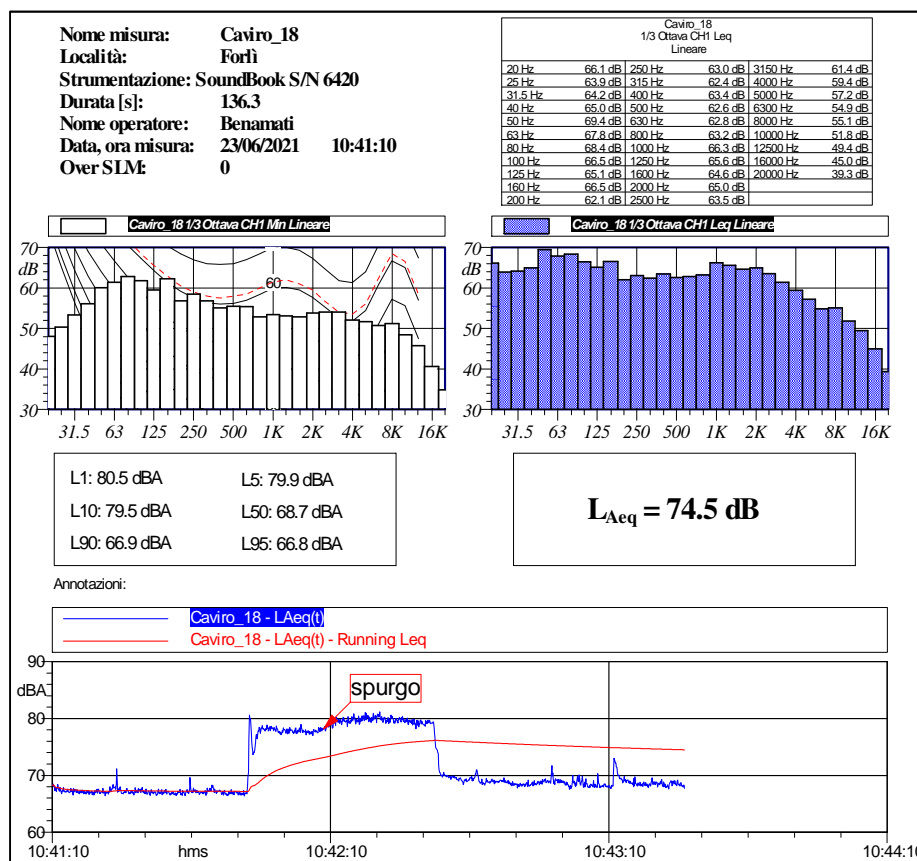 Nome misura: Caviro_18
Località: Forlì
Strumentazione: SoundBook S/N 6420
Durata [s]: 136.3
Nome operatore: Benamati
Data, ora misura: 23/06/2021 10:41:10
Over SLM: 0
Caviro_18
1/3 Ottava CH1 Leq
Lineare
20 Hz 66.1 dB 250 Hz 63.0 dB 3150 Hz 61.4 dB
25 Hz 63.9 dB 315 Hz 62.4 dB 4000 Hz 59.4 dB
31.5 Hz 64.2 dB 400 Hz 63.4 dB 5000 Hz 57.2 dB
40 Hz 65.0 dB 500 Hz 62.6 dB 6300 Hz 54.9 dB
50 Hz 69.4 dB 630 Hz 62.8 dB 8000 Hz 55.1 dB
63 Hz 67.8 dB 800 Hz 63.2 dB 10000 Hz 51.8 dB
80 Hz 68.4 dB 1000 Hz 66.3 dB 12500 Hz 49.4 dB
100 Hz 66.5 dB 1250 Hz 65.6 dB 16000 Hz 45.0 dB
125 Hz 65.1 dB 1600 Hz 64.6 dB 20000 Hz 39.3 dB
160 Hz 66.5 dB 2000 Hz 65.0 dB
200 Hz 62.1 dB 2500 Hz 63.5 dB
Caviro_18 1/3 Ottava CH1 Min Lineare
70
dB
60
50
40
30
60
0
0
31.5 63 125 250 500 1K 2K 4K 8K 16K
Caviro_18 1/3 Ottava CH1 Leq Lineare
70
dB
60
50
40
30
31.5 63 125 250 500 1K 2K 4K 8K 16K
L1: 80.5 dBA L5: 79.9 dBA
L10: 79.5 dBA L50: 68.7 dBA
L90: 66.9 dBA L95: 66.8 dBA
LAeq = 74.5 dB
Annotazioni:
Caviro_18 - LAeq(t)
Caviro_18 - LAeq(t) - Running Leq
90
dBA
80
70
60
spurgo
10:41:10 hms 10:42:10 10:43:10 10:44:10